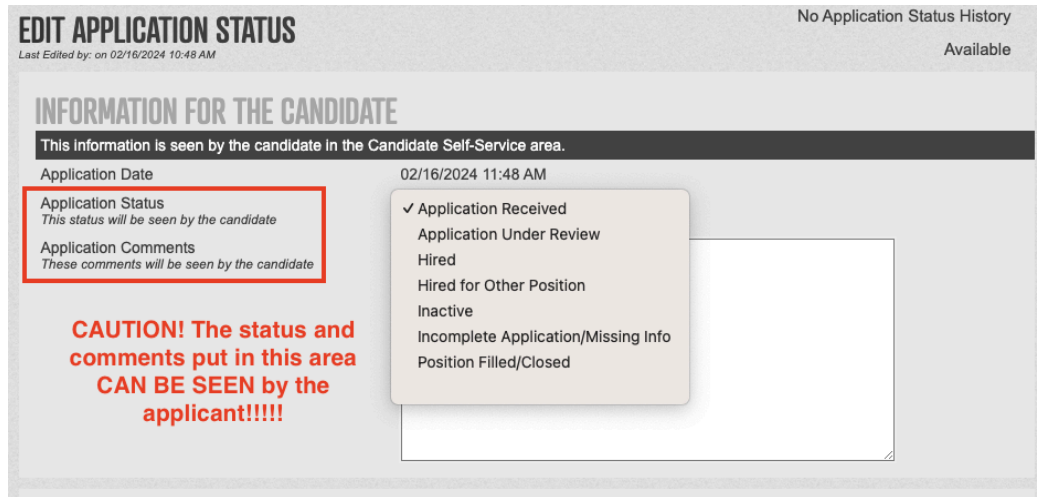 EDIT APPLICATION STATUS
No Application Status History
Last Edited by: on 02/16/2024 10:48 AM
Available
INFORMATION FOR THE CANDIDATE
This information is seen by the candidate in the Candidate Self-Service area.
Application Date
02/16/2024 11:48 AM
Application Status
This status will be seen by the candidate
Application Comments
These comments will be seen by the candidate
✓ Application Received
Application Under Review
Hired
Hired for Other Position
Inactive
Incomplete Application/Missing Info
Position Filled/Closed
CAUTION! The status and
comments put in this area
CAN BE SEEN by the
applicant!!!!!